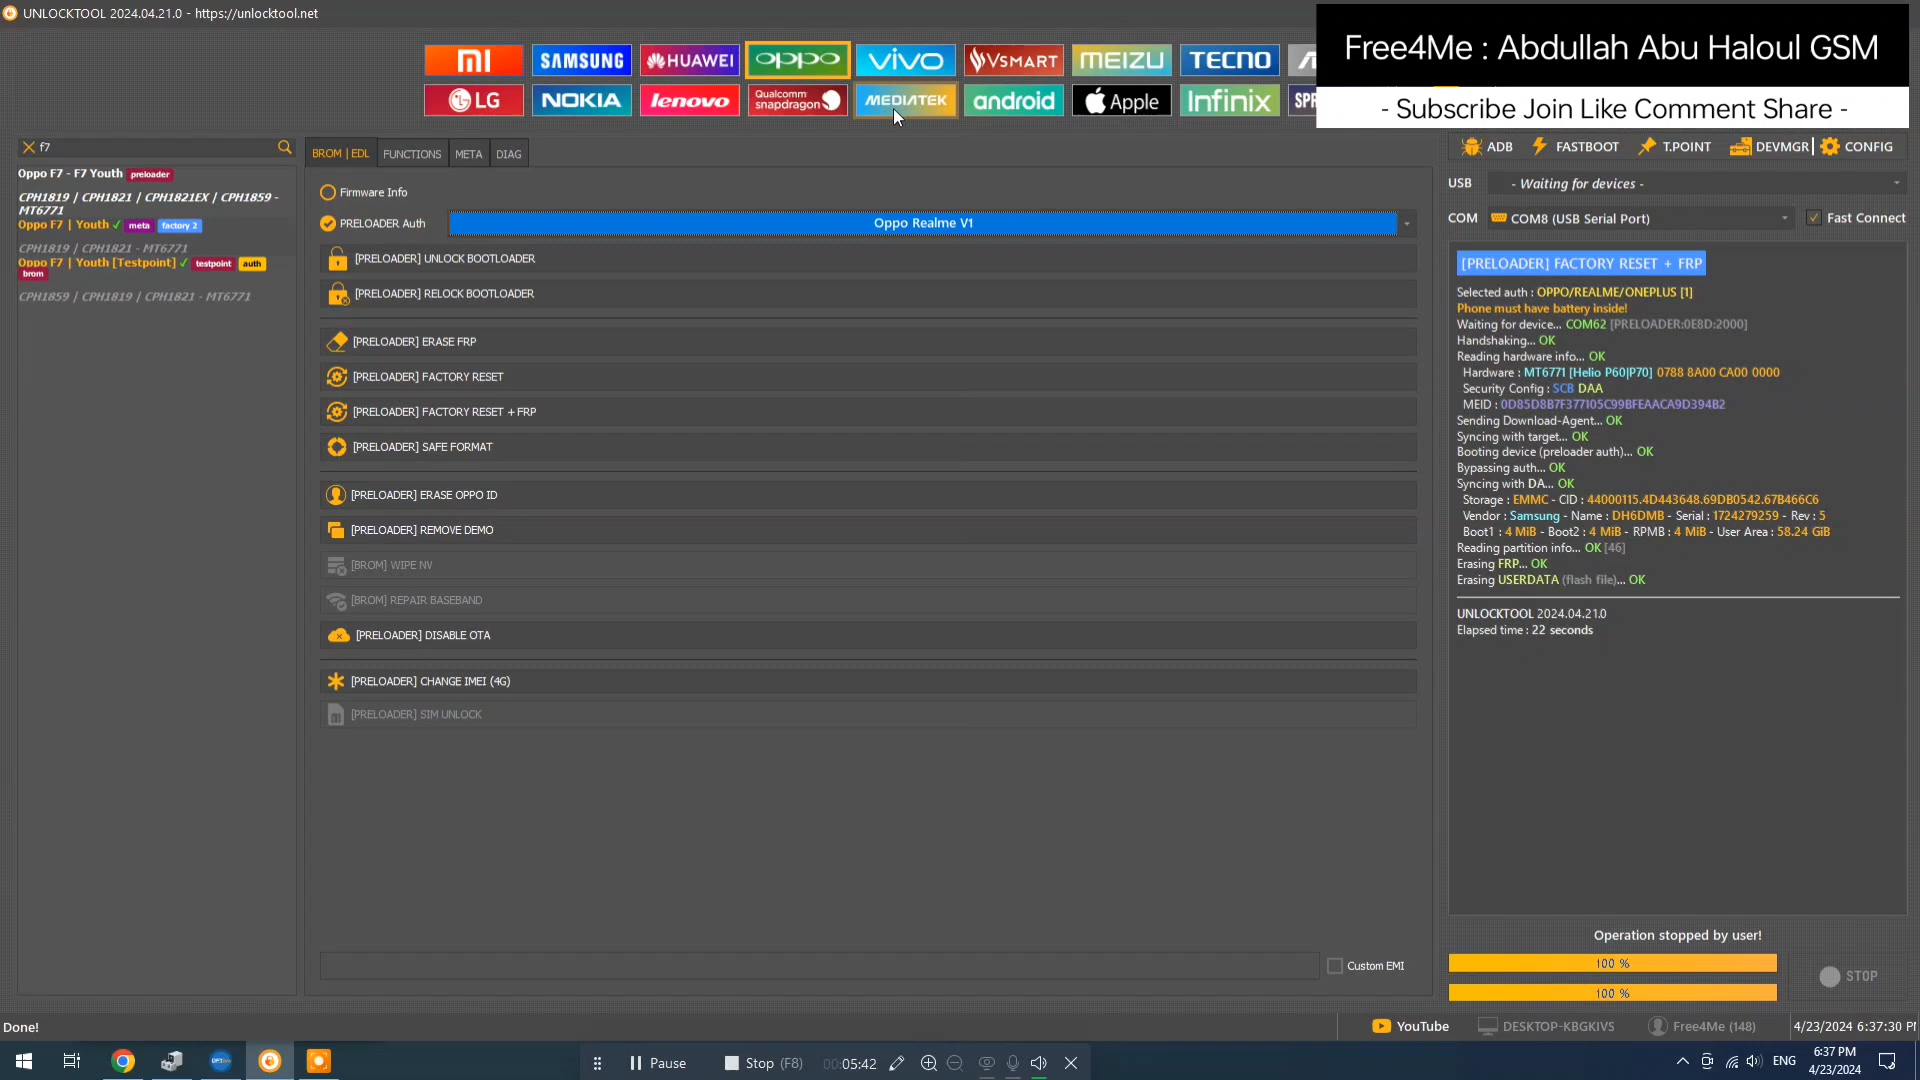 UNLOCKTOOL 2024.04.21.0 - https://unlocktool.net
mi SAMSUNG HUAWEI oppo vivo VSMART MEIZU TECNO
Free4Me : Abdullah Abu Haloul GSM
LG NOKIA lenovo Qualcomm snapdragon MEDIATEK android Apple Infinix SPR
- Subscribe Join Like Comment Share -
f7
BROM | EDL FUNCTIONS META DIAG
ADB FASTBOOT T.POINT DEVMGR CONFIG
Oppo F7 - F7 Youth preloader
CPH1819 / CPH1821 / CPH1821EX / CPH1859 -
MT6771
Oppo F7 | Youth ✓ meta factory 2
CPH1819 / CPH1821 - MT6771
Oppo F7 | Youth [Testpoint] ✓ testpoint auth
brom
CPH1859 / CPH1819 / CPH1821 - MT6771
Firmware Info
PRELOADER Auth Oppo Realme V1
[PRELOADER] UNLOCK BOOTLOADER
[PRELOADER] RELOCK BOOTLOADER
[PRELOADER] ERASE FRP
[PRELOADER] FACTORY RESET
[PRELOADER] FACTORY RESET +FRP
[PRELOADER] SAFE FORMAT
[PRELOADER] ERASE OPPO ID
[PRELOADER] REMOVE DEMO
[BROM] WIPE NV
[BROM] REPAIR BASEBAND
[PRELOADER] DISABLE OTA
[PRELOADER] CHANGE IMEI (4G)
[PRELOADER] SIM UNLOCK
Custom EMI
USB - Waiting for devices -
COM COM8 (USB Serial Port) Fast Connect
[PRELOADER] FACTORY RESET + FRP
Selected auth : OPPO/REALME/ONEPLUS [1]
Phone must have battery inside!
Waiting for device... COM62 [PRELOADER:0E8D:2000]
Handshaking... OK
Reading hardware info... OK
Hardware : MT6771 [Helio P60|P70] 0788 8A00 CA00 0000
Security Config : SCB DAA
MEID : 0D85D8B7F377105C99BFEAACA9D394B2
Sending Download-Agent... OK
Syncing with target... OK
Booting device (preloader auth)... OK
Bypassing auth... OK
Syncing with DA... OK
Storage : EMMC - CID : 44000115.4D443648.69DB0542.67B466C6
Vendor : Samsung - Name : DH6DMB - Serial : 1724279259 - Rev : 5
Boot1 : 4 MiB - Boot2 : 4 MiB - RPMB : 4 MiB - User Area : 58.24 GiB
Reading partition info... OK [46]
Erasing FRP... OK
Erasing USERDATA (flash file)... OK
UNLOCKTOOL 2024.04.21.0
Elapsed time : 22 seconds
Operation stopped by user!
100 %
100 %
STOP
Done!
YouTube DESKTOP-KBGKIVS Free4Me (148) 4/23/2024 6:37:30 PM
Pause Stop (F8) 00:05:42
ENG 6:37 PM
4/23/2024